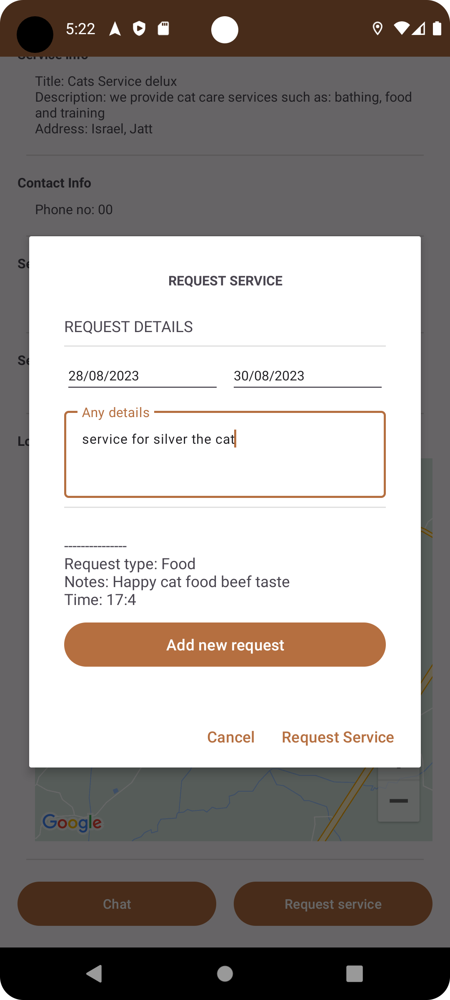 5:22
Service Info
Title: Cats Service delux
Description: we provide cat care services such as: bathing, food
and training
Address: Israel, Jatt
Contact Info
Phone no: 00
Se
REQUEST SERVICE
REQUEST DETAILS
28/08/2023 30/08/2023
Se
Any details
service for silver the cat
Lo
---------------
Request type: Food
Notes: Happy cat food beef taste
Time: 17:4
Add new request
Cancel Request Service
Google
Chat Request service